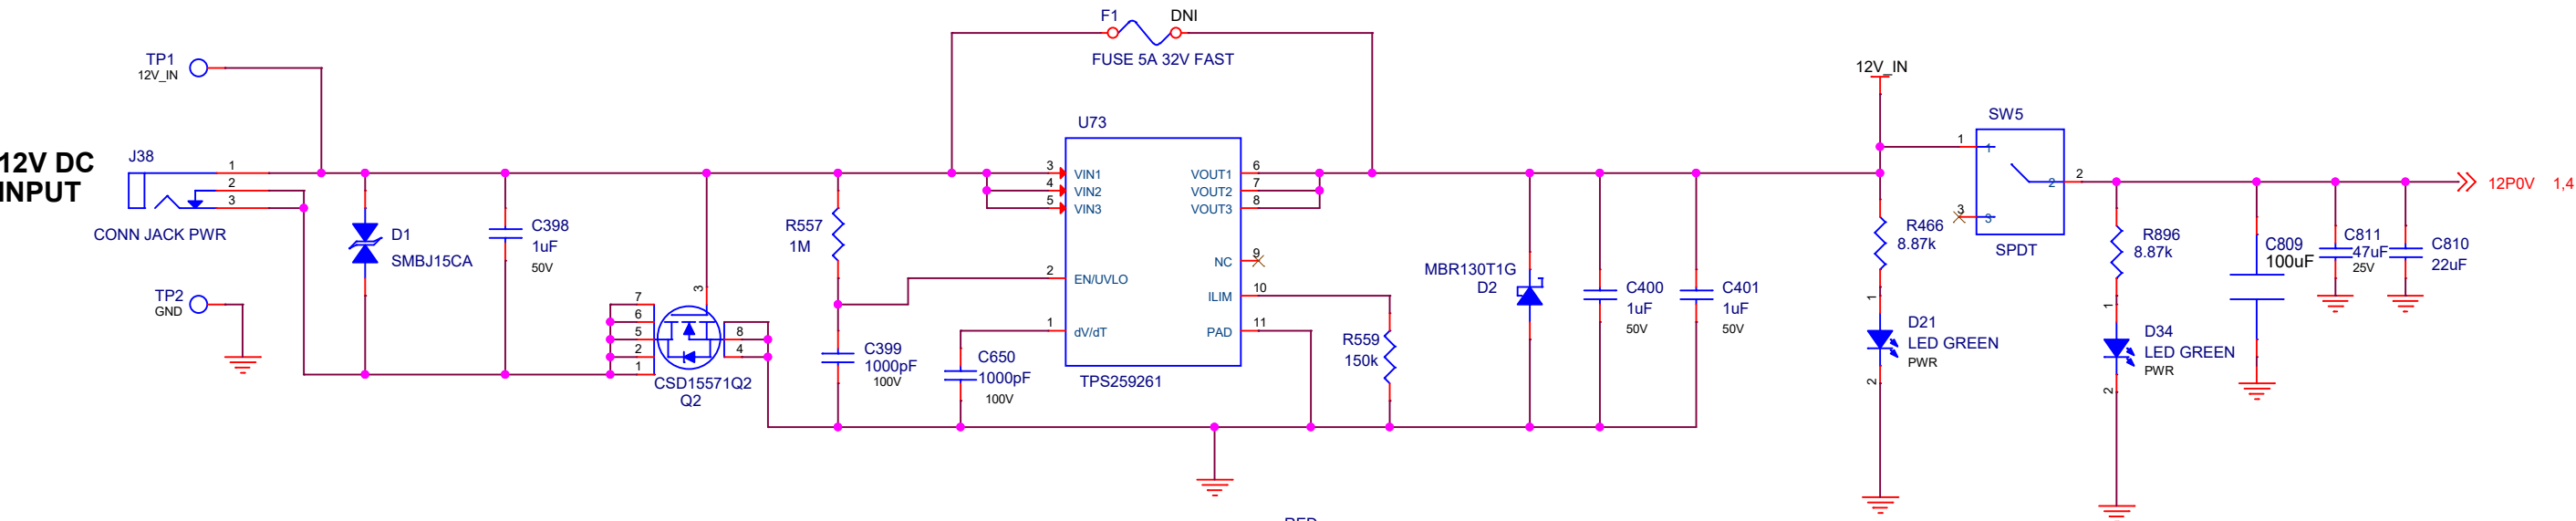 F1
DNI
FUSE 5A 32V FAST
TP1
12V_IN
12V_IN
U73
SW5
12V DC
INPUT
J38
1
2
3
CONN JACK PWR
D1
SMBJ15CA
C398
1uF
50V
TP2
GND
3
7
6
5
2
1
8
4
CSD15571Q2
Q2
R557
1M
C399
1000pF
100V
C650
1000pF
100V
3
4
5
2
1
VIN1
VIN2
VIN3
EN/UVLO
dV/dT
VOUT1
VOUT2
VOUT3
NC
ILIM
PAD
6
7
8
9
10
11
TPS259261
R559
150k
MBR130T1G
D2
C400
1uF
50V
C401
1uF
50V
R466
8.87k
1
D21
LED GREEN
PWR
2
1
1
2
2
3
3
SPDT
R896
8.87k
1
D34
LED GREEN
PWR
2
C809
100uF
C811
47uF
25V
C810
22uF
12P0V 1,4